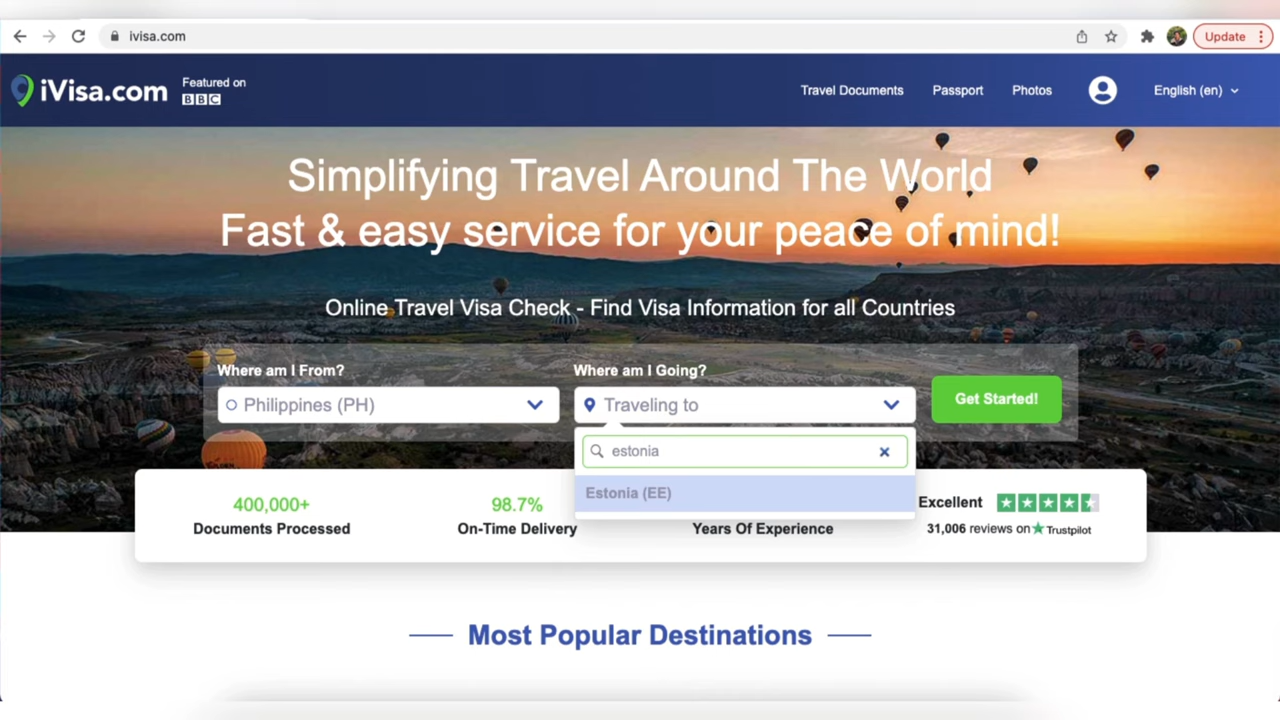 ivisa.com
Update
iVisa.com
Featured on
BBC
Travel Documents
Passport
Photos
English (en)
Simplifying Travel Around The World
Fast & easy service for your peace of mind!
Online Travel Visa Check - Find Visa Information for all Countries
Where am I From?
Where am I Going?
Philippines (PH)
Traveling to
Get Started!
estonia
Estonia (EE)
400,000+
Documents Processed
98.7%
On-Time Delivery
Years Of Experience
Excellent
31,006 reviews on Trustpilot
Most Popular Destinations